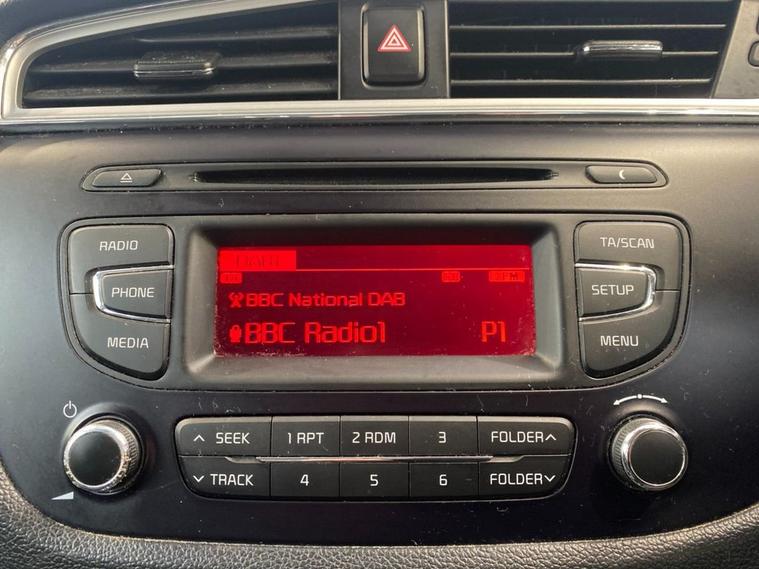 RADIO
PHONE
MEDIA
BBC National DAB
BBC Radio1 P1
TA/SCAN
SETUP
MENU
SEEK 1 RPT 2 RDM 3 FOLDER
TRACK 4 5 6 FOLDER